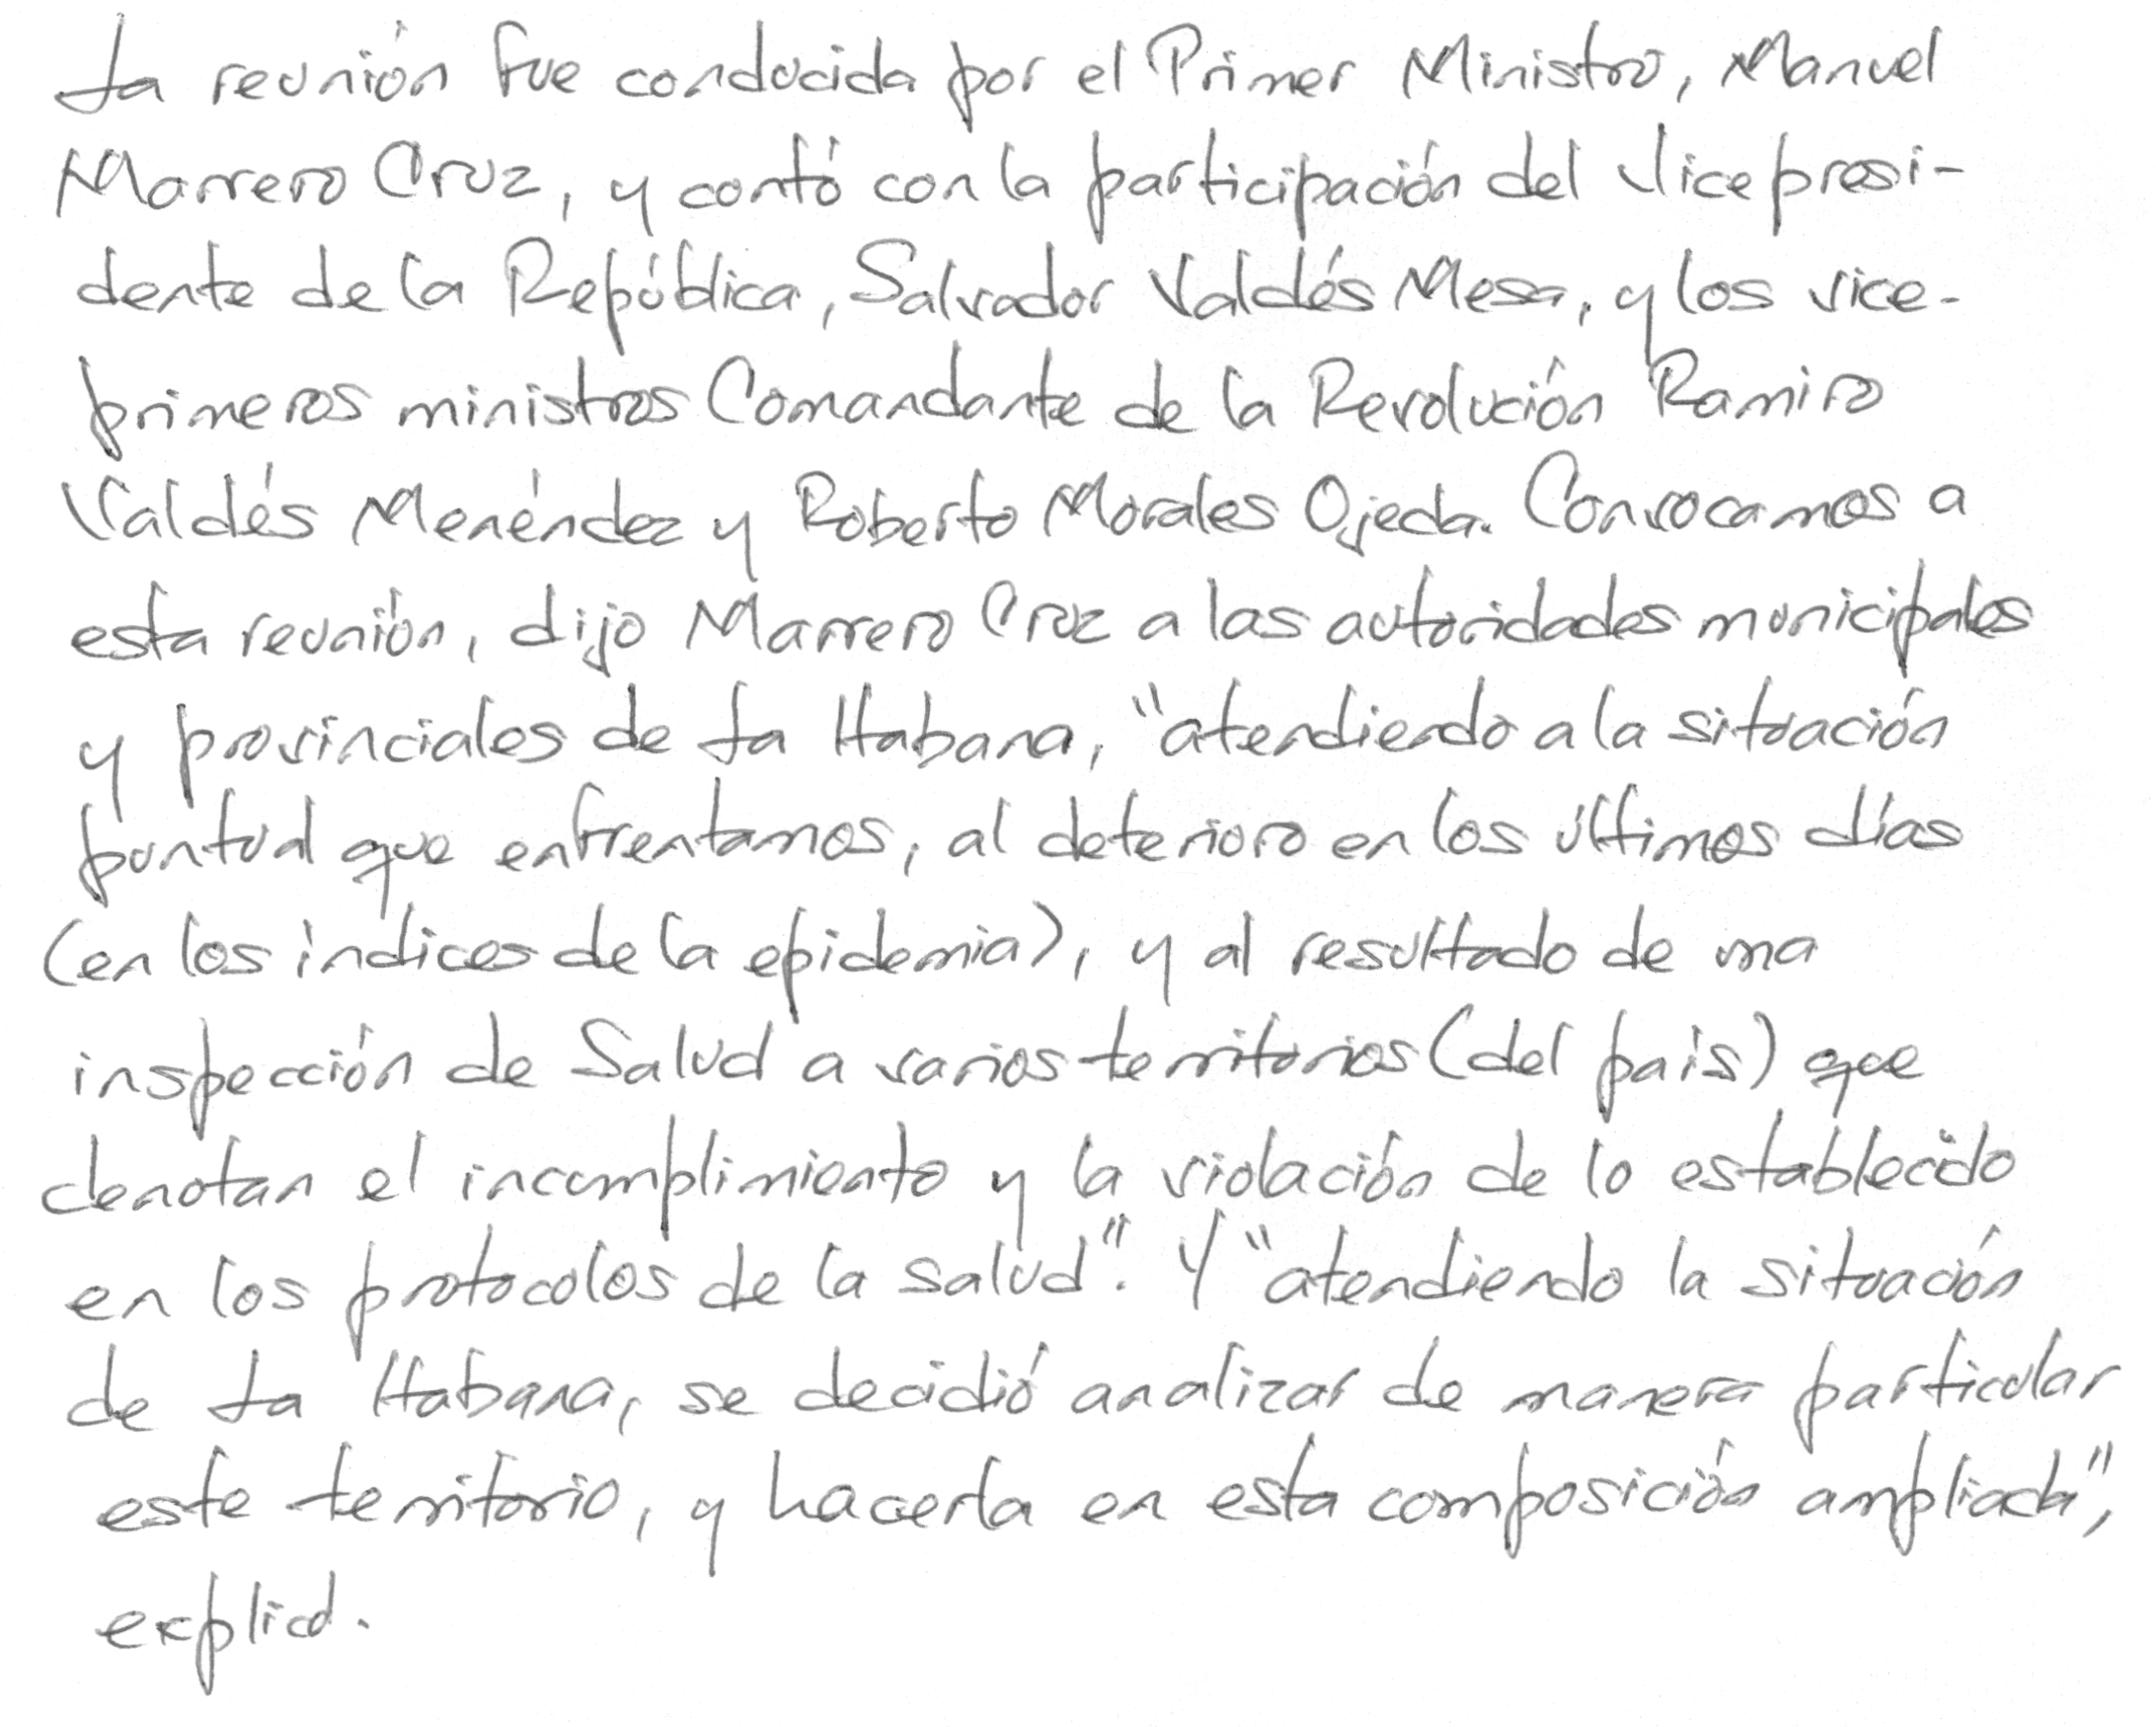 La reunión fue conducida por el Primer Ministro, Manuel
Marrero Cruz, y contó con la participación del Vicepresi-
dente de la República, Salvador Valdés Mesa, y los vice-
primeros ministros Comandante de la Revolución Ramiro
Valdés Menéndez y Roberto Morales Ojeda. Convocamos a
esta reunión, dijo Marrero Cruz a las autoridades municipales
y provinciales de La Habana, "atendiendo a la situación
puntual que enfrentamos, al deterioro en los últimos días
(en los índices de la epidemia), y al resultado de una
inspección de Salud a varios territorios (del país) que
denotan el incumplimiento y la violación de lo establecido
en los protocolos de la salud". Y "atendiendo la situación
de La Habana, se decidió analizar de manera particular
este territorio, y hacerla en esta composición ampliada",
explicó.